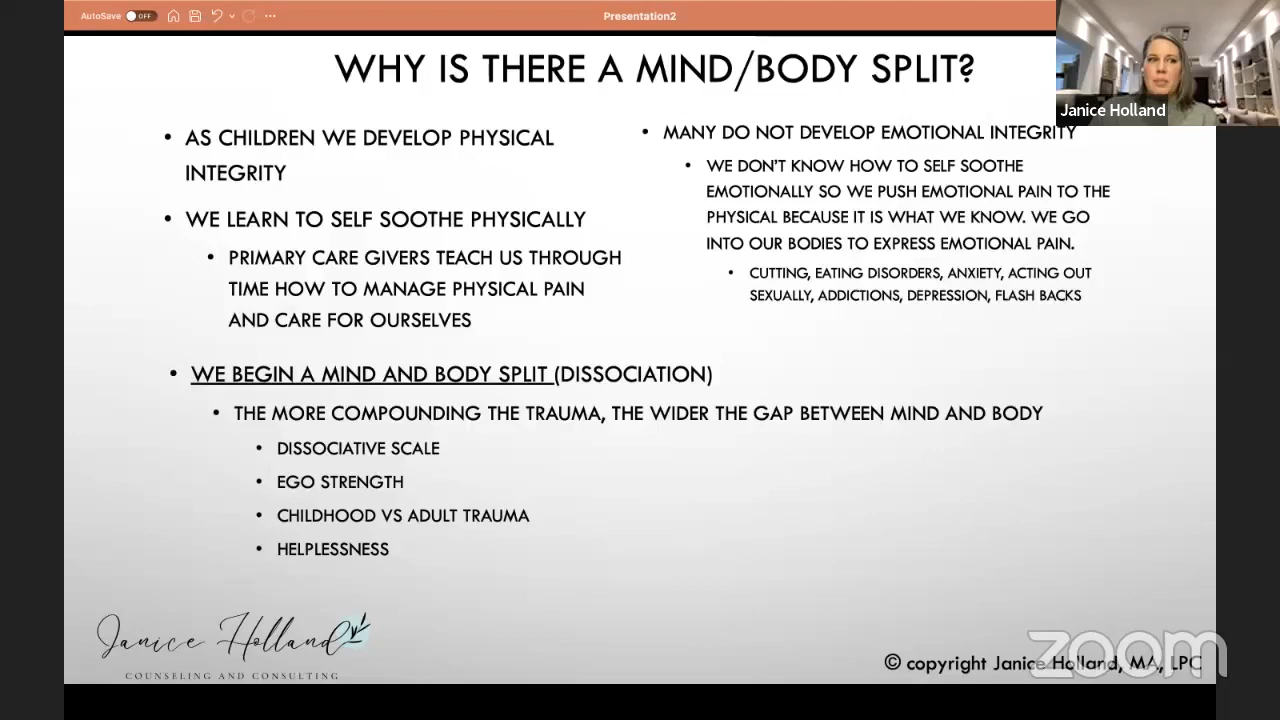 AutoSave OFF
Presentation2
WHY IS THERE A MIND/BODY SPLIT?
Janice Holland
• AS CHILDREN WE DEVELOP PHYSICAL
INTEGRITY
• WE LEARN TO SELF SOOTHE PHYSICALLY
• PRIMARY CARE GIVERS TEACH US THROUGH
TIME HOW TO MANAGE PHYSICAL PAIN
AND CARE FOR OURSELVES
• MANY DO NOT DEVELOP EMOTIONAL INTEGRITY
• WE DON'T KNOW HOW TO SELF SOOTHE
EMOTIONALLY SO WE PUSH EMOTIONAL PAIN TO THE
PHYSICAL BECAUSE IT IS WHAT WE KNOW. WE GO
INTO OUR BODIES TO EXPRESS EMOTIONAL PAIN.
• CUTTING, EATING DISORDERS, ANXIETY, ACTING OUT
SEXUALLY, ADDICTIONS, DEPRESSION, FLASH BACKS
• WE BEGIN A MIND AND BODY SPLIT (DISSOCIATION)
• THE MORE COMPOUNDING THE TRAUMA, THE WIDER THE GAP BETWEEN MIND AND BODY
• DISSOCIATIVE SCALE
• EGO STRENGTH
• CHILDHOOD VS ADULT TRAUMA
• HELPLESSNESS
Janice Holland
COUNSELING AND CONSULTING
zoom
© copyright Janice Holland, MA, LPC